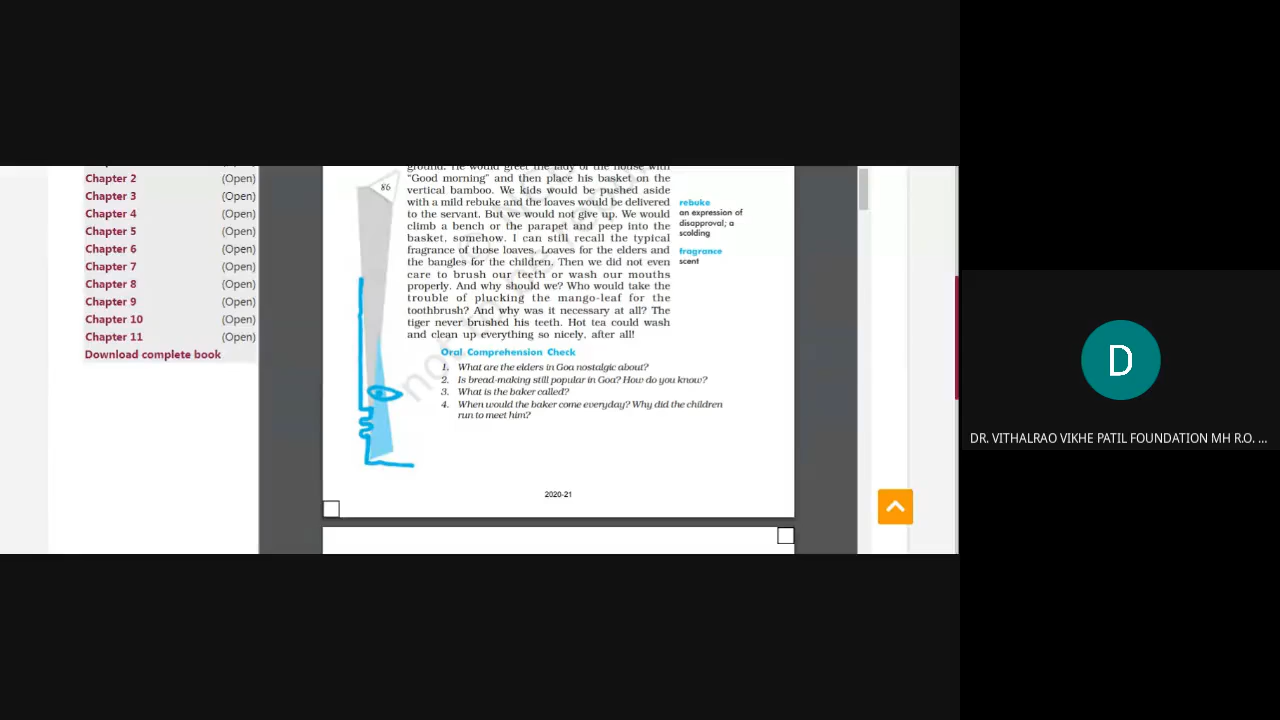 Chapter 2 (Open)
Chapter 3 (Open)
Chapter 4 (Open)
Chapter 5 (Open)
Chapter 6 (Open)
Chapter 7 (Open)
Chapter 8 (Open)
Chapter 9 (Open)
Chapter 10 (Open)
Chapter 11 (Open)
Download complete book
86
ground. He would greet the lady of the house with
"Good morning" and then place his basket on the
vertical bamboo. We kids would be pushed aside
with a mild rebuke and the loaves would be delivered
to the servant. But we would not give up. We would
climb a bench or the parapet and peep into the
basket, somehow. I can still recall the typical
fragrance of those loaves. Loaves for the elders and
the bangles for the children. Then we did not even
care to brush our teeth or wash our mouths
properly. And why should we? Who would take the
trouble of plucking the mango-leaf for the
toothbrush? And why was it necessary at all? The
tiger never brushed his teeth. Hot tea could wash
and clean up everything so nicely, after all!
rebuke
an expression of
disapproval; a
scolding
fragrance
scent
Oral Comprehension Check
1. What are the elders in Goa nostalgic about?
2. Is bread-making still popular in Goa? How do you know?
3. What is the baker called?
4. When would the baker come everyday? Why did the children
run to meet him?
2020-21
D
DR. VITHALRAO VIKHE PATIL FOUNDATION MH R.O. ...